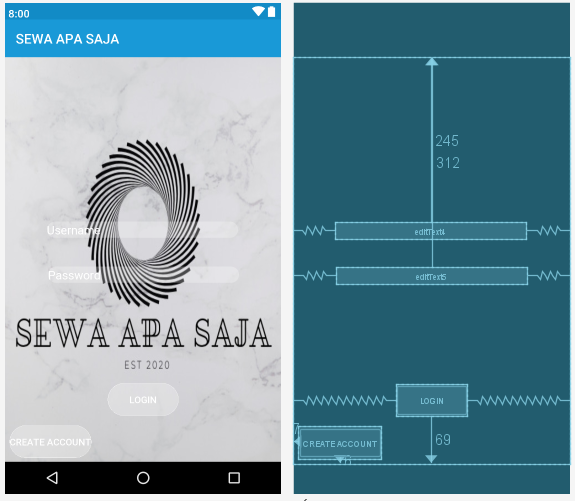 8:00
SEWA APA SAJA
Username
Password
SEWA APA SAJA
EST 2020
LOGIN
CREATE ACCOUNT
245
312
editText4
editText5
LOGIN
69
CREATE ACCOUNT